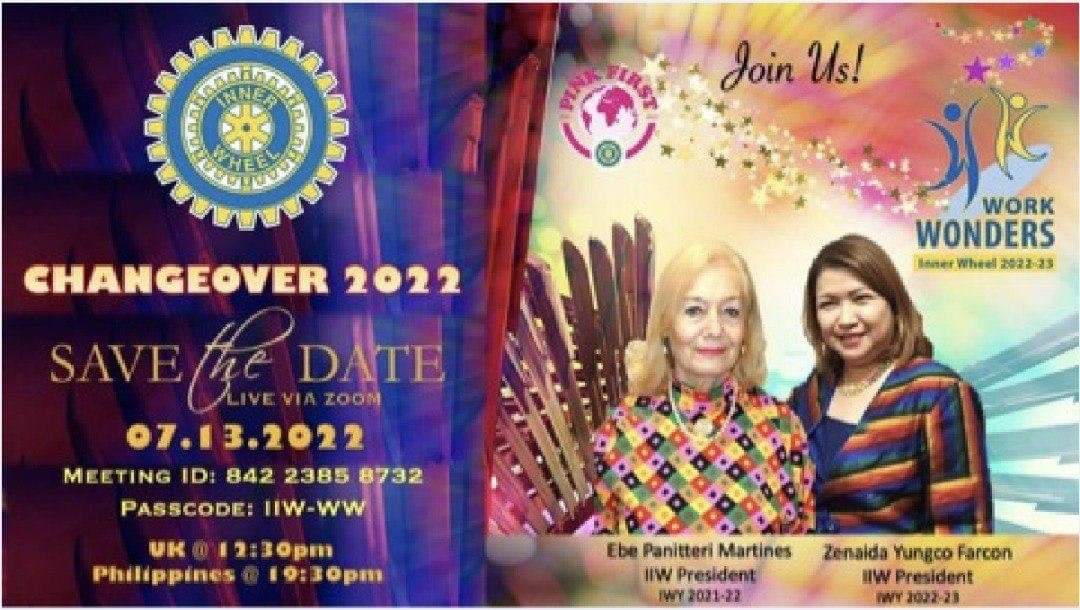 INNER
WHEEL
CHANGEOVER 2022
SAVE the DATE
LIVE VIA ZOOM
07.13.2022
MEETING ID: 842 2385 8732
PASSCODE: IIW-WW
UK @ 12:30pm
Philippines @ 19:30pm
Join Us!
PINK FIRST
WORK
WONDERS
Inner Wheel 2022-23
Ebe Panitteri Martines
IIW President
IWY 2021-22
Zenaida Yungco Farcon
IIW President
IWY 2022-23